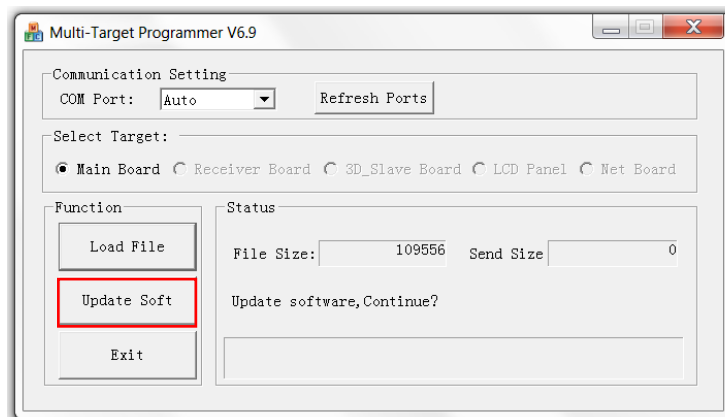 Multi-Target Programmer V6.9
Communication Setting
COM Port: Auto Refresh Ports
Select Target:
Main Board Receiver Board 3D_Slave Board LCD Panel Net Board
Function
Load File
Update Soft
Exit
Status
File Size: 109556 Send Size 0
Update software,Continue?